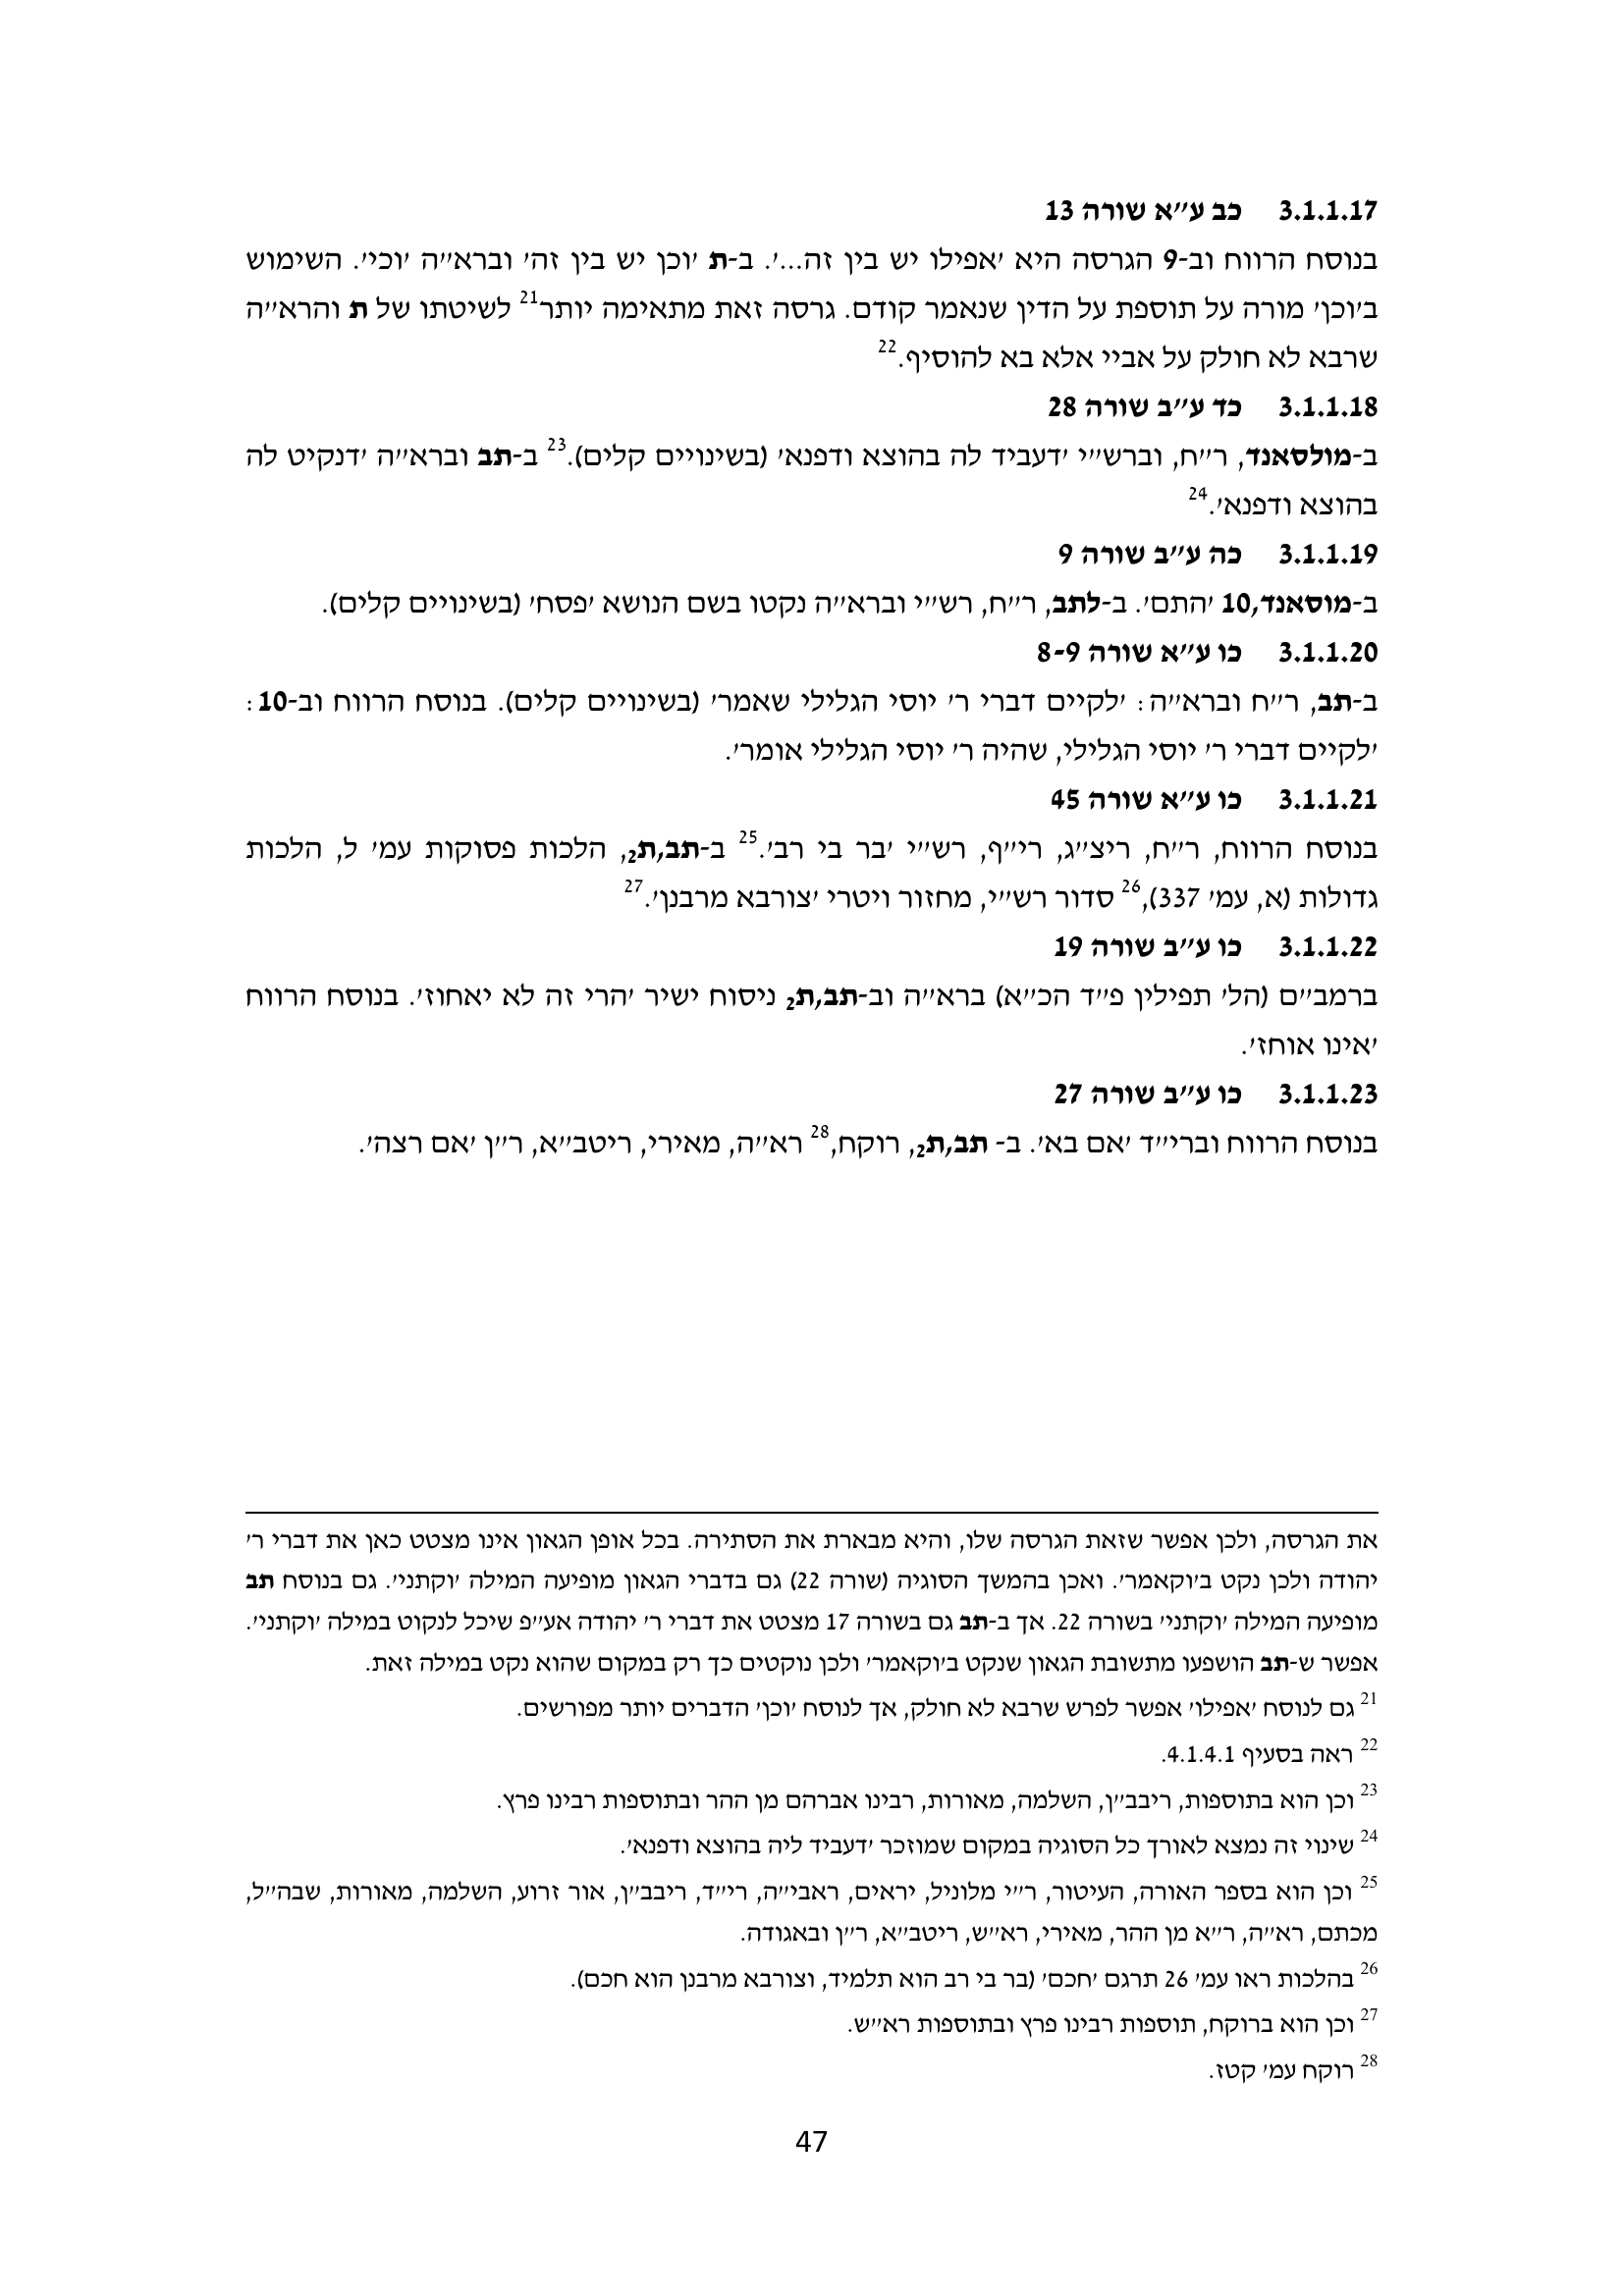 3.1.1.17 כב ע"א שורה 13
בנוסח הרווח וב-9 הגרסה היא 'אפילו יש בין זה...'. ב-ת 'וכן יש בין זה' וברא"ה 'וכי'. השימוש
ב'וכן' מורה על תוספת על הדין שנאמר קודם. גרסה זאת מתאימה יותר21 לשיטתו של ת והרא"ה
שרבא לא חולק על אביי אלא בא להוסיף.22
3.1.1.18 כד ע"ב שורה 28
ב-מולסאנד, ר"ח, וברש"י 'דעביד לה בהוצא ודפנא' (בשינויים קלים).23 ב-תב וברא"ה 'דנקיט לה
בהוצא ודפנא'.24
3.1.1.19 כה ע"ב שורה 9
ב-מוסאנד,10 'התם'. ב-לתב, ר"ח, רש"י וברא"ה נקטו בשם הנושא 'פסח' (בשינויים קלים).
3.1.1.20 כו ע"א שורה 8-9
ב-תב, ר"ח וברא"ה: 'לקיים דברי ר' יוסי הגלילי שאמר' (בשינויים קלים). בנוסח הרווח וב-10:
'לקיים דברי ר' יוסי הגלילי, שהיה ר' יוסי הגלילי אומר'.
3.1.1.21 כו ע"א שורה 45
בנוסח הרווח, ר"ח, ריצ"ג, רי"ף, רש"י 'בר בי רב'.25 ב-תב,ת2, הלכות פסוקות עמ' ל, הלכות
גדולות (א, עמ' 337),26 סדור רש"י, מחזור ויטרי 'צורבא מרבנן'.27
3.1.1.22 כו ע"ב שורה 19
ברמב"ם (הל' תפילין פ"ד הכ"א) ברא"ה וב-תב,ת2 ניסוח ישיר 'הרי זה לא יאחוז'. בנוסח הרווח
'אינו אוחז'.
3.1.1.23 כו ע"ב שורה 27
בנוסח הרווח וברי"ד 'אם בא'. ב- תב,ת2, רוקח,28 רא"ה, מאירי, ריטב"א, ר"ן 'אם רצה'.
את הגרסה, ולכן אפשר שזאת הגרסה שלו, והיא מבארת את הסתירה. בכל אופן הגאון אינו מצטט כאן את דברי ר'
יהודה ולכן נקט ב'וקאמר'. ואכן בהמשך הסוגיה (שורה 22) גם בדברי הגאון מופיעה המילה 'וקתני'. גם בנוסח תב
מופיעה המילה 'וקתני' בשורה 22. אך ב-תב גם בשורה 17 מצטט את דברי ר' יהודה אע"פ שיכל לנקוט במילה 'וקתני'.
אפשר ש-תב הושפעו מתשובת הגאון שנקט ב'וקאמר' ולכן נוקטים כך רק במקום שהוא נקט במילה זאת.
21 גם לנוסח 'אפילו' אפשר לפרש שרבא לא חולק, אך לנוסח 'וכן' הדברים יותר מפורשים.
22 ראה בסעיף 4.1.4.1.
23 וכן הוא בתוספות, ריבב"ן, השלמה, מאורות, רבינו אברהם מן ההר ובתוספות רבינו פרץ.
24 שינוי זה נמצא לאורך כל הסוגיה במקום שמוזכר 'דעביד ליה בהוצא ודפנא'.
25 וכן הוא בספר האורה, העיטור, ר"י מלוניל, יראים, ראבי"ה, רי"ד, ריבב"ן, אור זרוע, השלמה, מאורות, שבה"ל,
מכתם, רא"ה, ר"א מן ההר, מאירי, רא"ש, ריטב"א, ר"ן ובאגודה.
26 בהלכות ראו עמ' 26 תרגם 'חכם' (בר בי רב הוא תלמיד, וצורבא מרבנן הוא חכם).
27 וכן הוא ברוקח, תוספות רבינו פרץ ובתוספות רא"ש.
28 רוקח עמ' קטז.
47